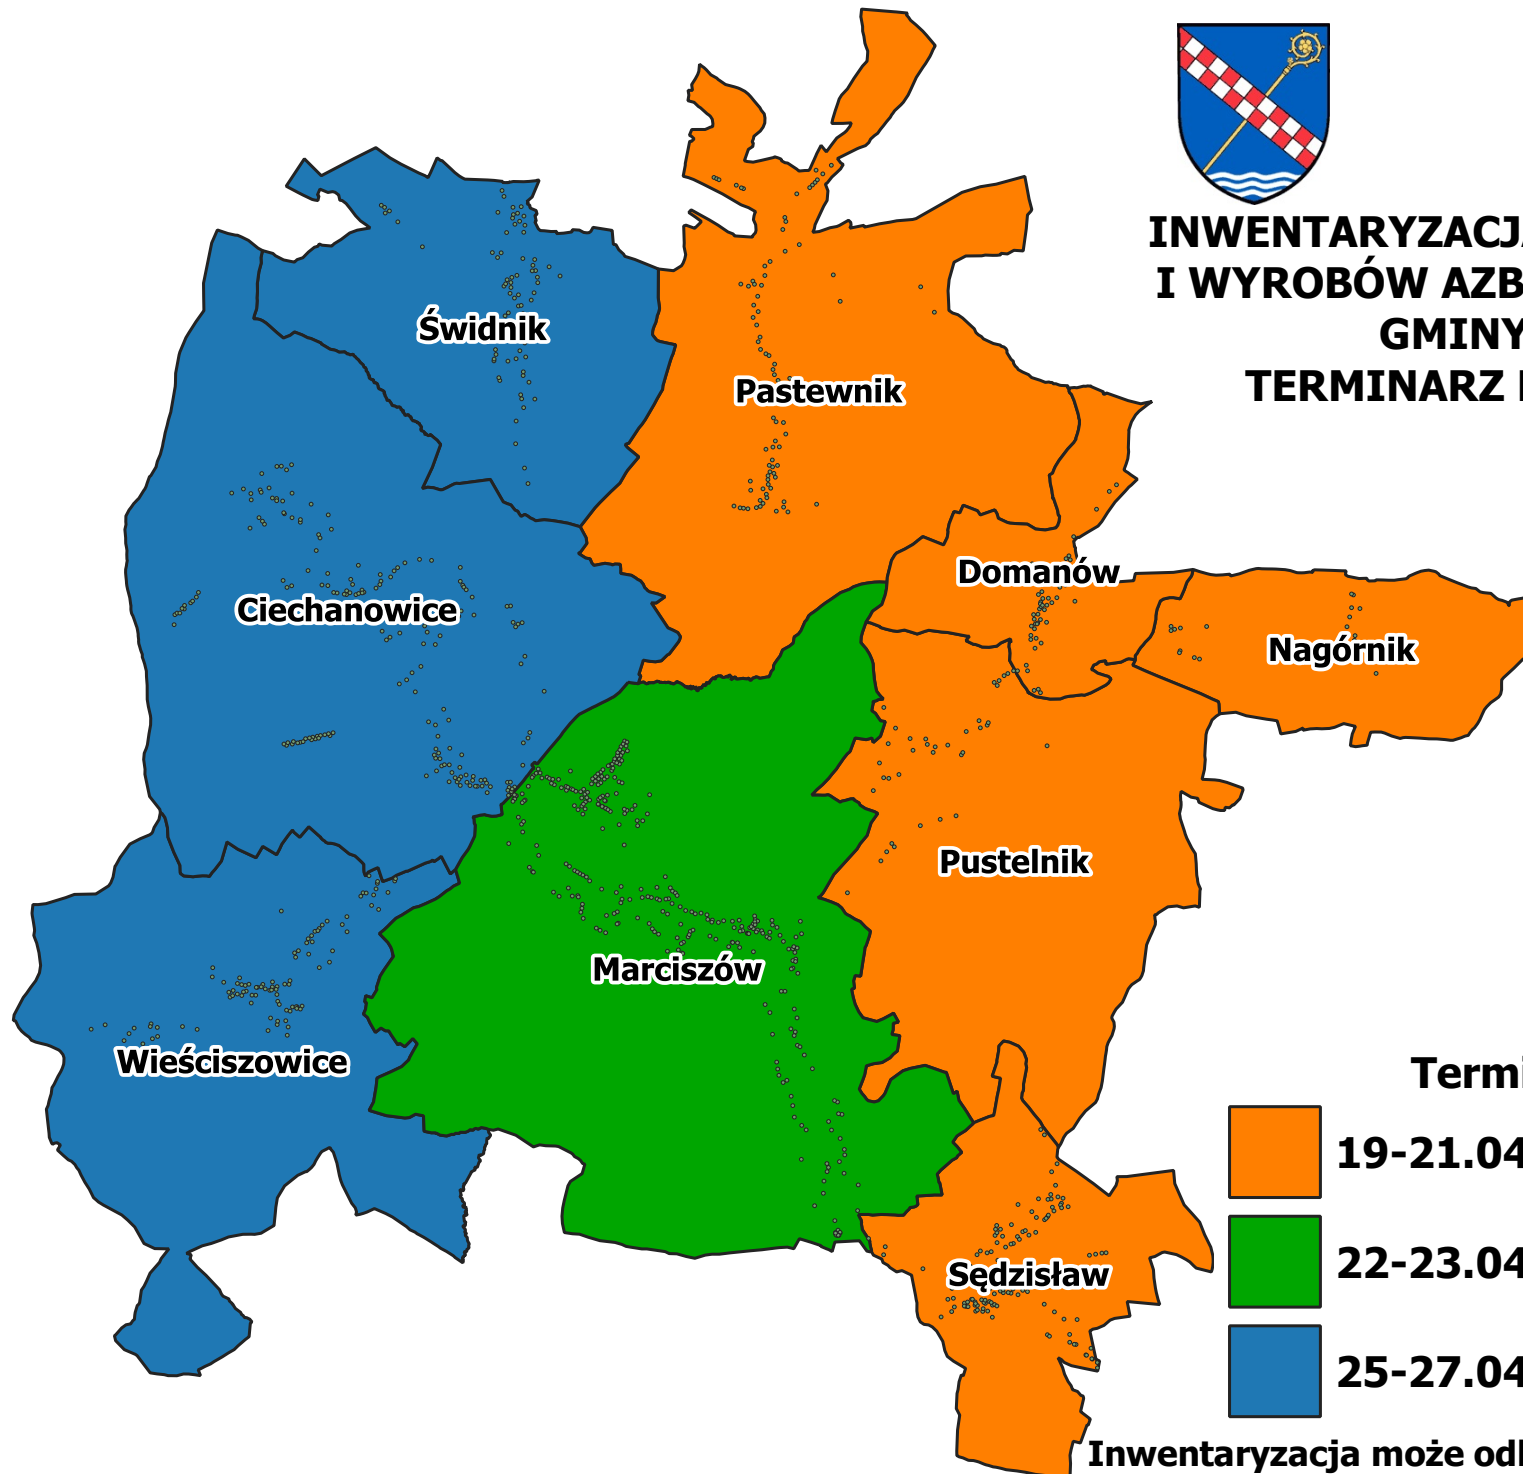 INWENTARYZACJA
I WYROBÓW AZB
GMINY
TERMINARZ
Świdnik
Pastewnik
Domanów
Ciechanowice
Nagórnik
Pustelnik
Marciszów
Wieściszowice
Sędzisław
Termi
19-21.04
22-23.04
25-27.04
Inwentaryzacja może odb